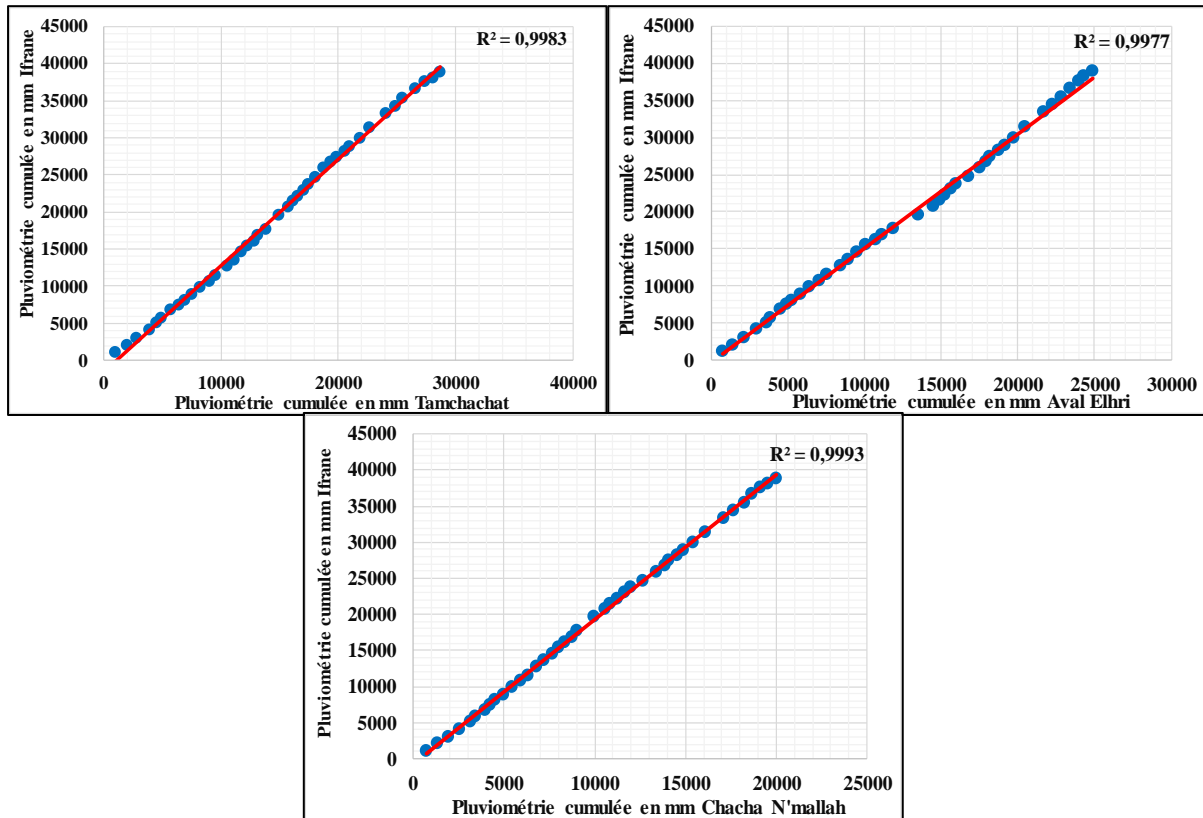 Pluviométrie cumulée en mm Ifrane
45000
40000
35000
30000
25000
20000
15000
10000
5000
0
R² = 0,9983
0 10000 20000 30000 40000
Pluviométrie cumulée en mm Tamchachat
Pluviométrie cumulée en mm Ifrane
45000
40000
35000
30000
25000
20000
15000
10000
5000
0
R² = 0,9977
0 5000 10000 15000 20000 25000 30000
Pluviométrie cumulée en mm Aval Elhri
Pluviométrie cumulée en mm Ifrane
45000
40000
35000
30000
25000
20000
15000
10000
5000
0
R² = 0,9993
0 5000 10000 15000 20000 25000
Pluviométrie cumulée en mm Chacha N'mallah